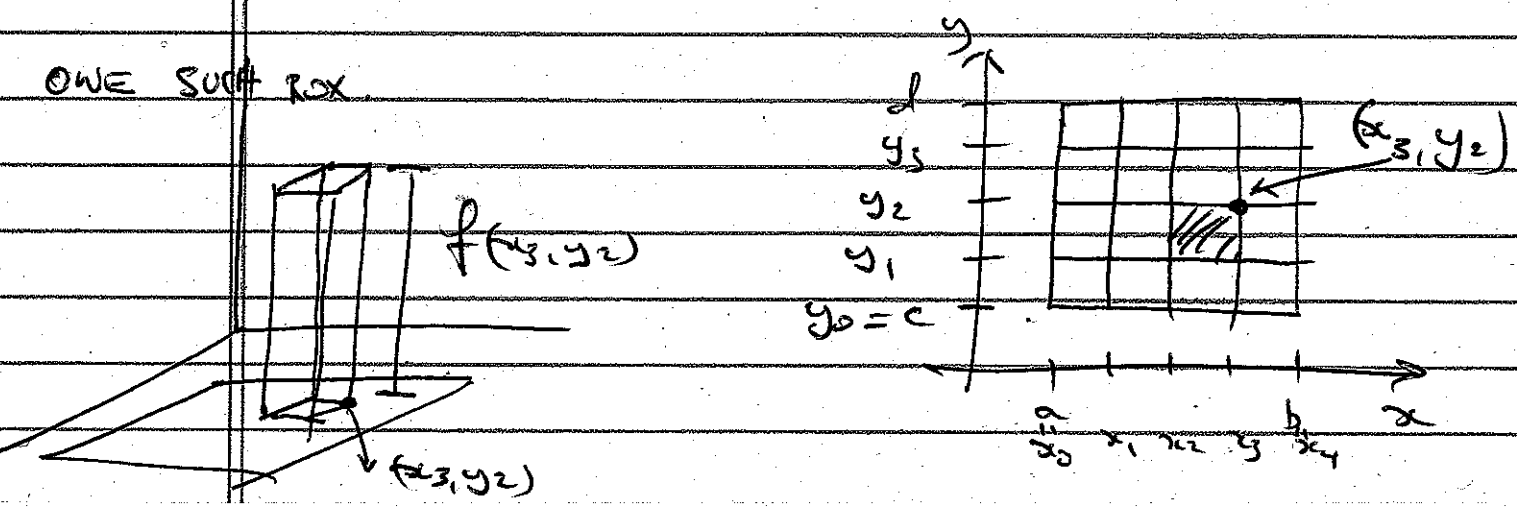 ONE SUCH BOX.
f(x3, y2)
(x3, y2)
y
d
y3
y2
y1
y0 = c
(x3, y2)
a b x
x0 x1 x2 x3 x4